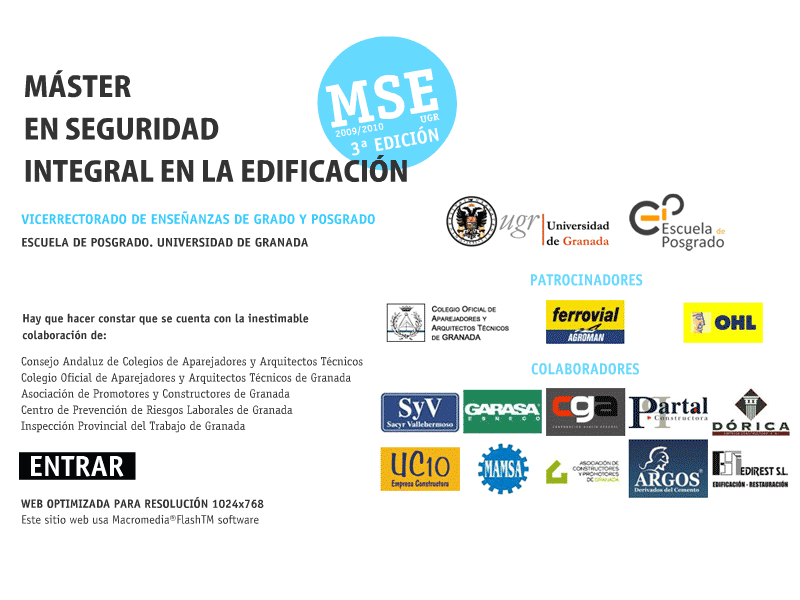 MÁSTER
EN SEGURIDAD
INTEGRAL EN LA EDIFICACIÓN
MSE
UGR
2009/2010
3ª EDICIÓN
VICERRECTORADO DE ENSEÑANZAS DE GRADO Y POSGRADO
ESCUELA DE POSGRADO. UNIVERSIDAD DE GRANADA
ugr
Universidad
de Granada
Escuela de
Posgrado
PATROCINADORES
COLEGIO OFICIAL DE
APAREJADORES Y
ARQUITECTOS TÉCNICOS
DE GRANADA
ferrovial
AGROMAN
OHL
Hay que hacer constar que se cuenta con la inestimable
colaboración de:
Consejo Andaluz de Colegios de Aparejadores y Arquitectos Técnicos
Colegio Oficial de Aparejadores y Arquitectos Técnicos de Granada
Asociación de Promotores y Constructores de Granada
Centro de Prevención de Riesgos Laborales de Granada
Inspección Provincial del Trabajo de Granada
COLABORADORES
SyV
Sacyr Vallehermoso
GARASA
ESÑECO
cga
Partal
Constructora
DÓRICA
UC10
Empresa Constructora
MAMSA
ASOCIACIÓN DE
CONSTRUCTORES Y
PROMOTORES
DE GRANADA
ARGOS
Derivados del Cemento
EDIREST S.L.
EDIFICACIÓN - RESTAURACIÓN
ENTRAR
WEB OPTIMIZADA PARA RESOLUCIÓN 1024x768
Este sitio web usa Macromedia®FlashTM software